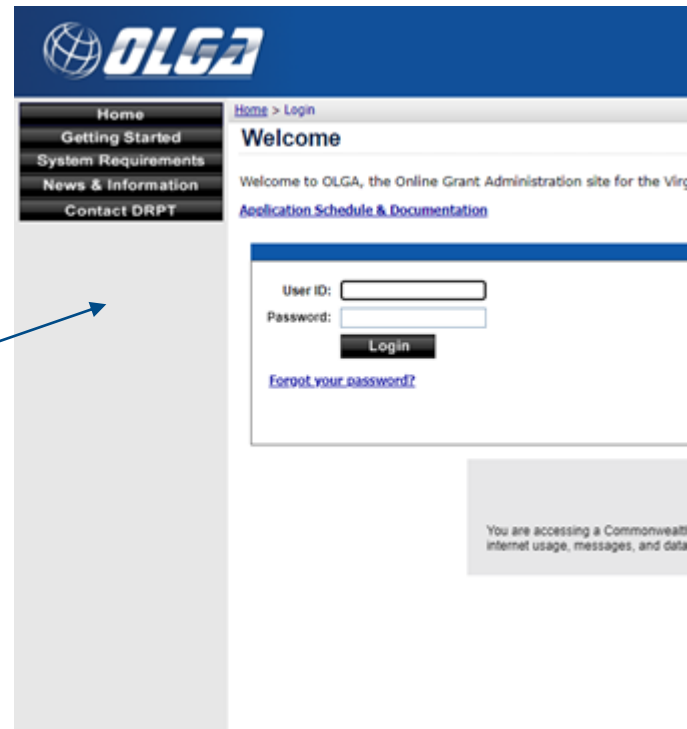 OLGA
Home
Getting Started
System Requirements
News & Information
Contact DRPT
Home > Login
Welcome
Welcome to OLGA, the Online Grant Administration site for the
Application Schedule & Documentation
User ID:
Password:
Login
Forgot your password?
You are accessing a
internet usage, messages, and data